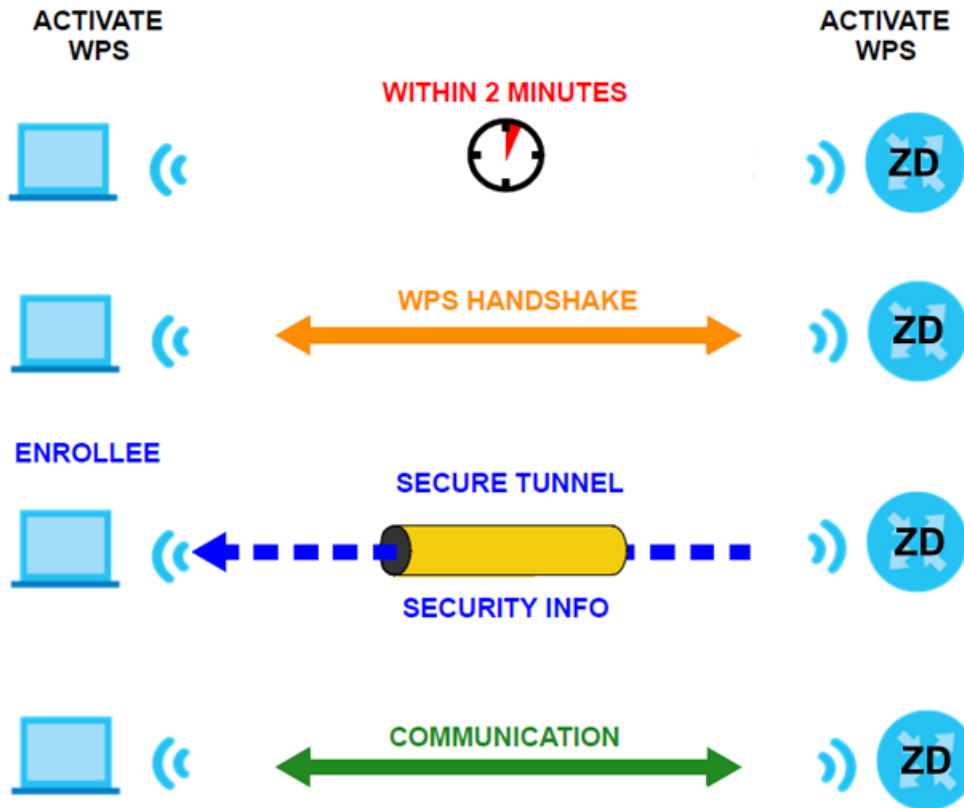 ACTIVATE
WPS
ACTIVATE
WPS
WITHIN 2 MINUTES
ZD
WPS HANDSHAKE
ZD
ENROLLEE
SECURE TUNNEL
ZD
SECURITY INFO
COMMUNICATION
ZD